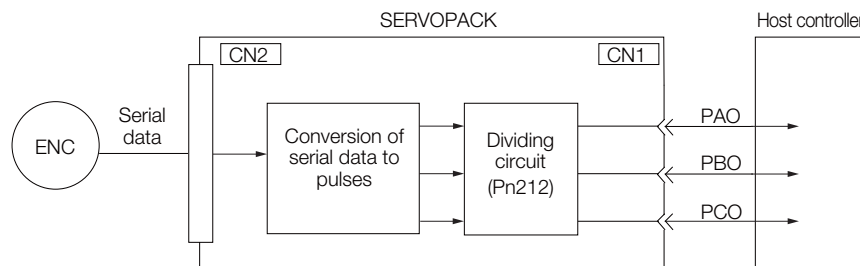 SERVOPACK
Host controller
CN2
CN1
Serial
data
ENC
Conversion of
serial data to
pulses
Dividing
circuit
(Pn212)
PAO
PBO
PCO